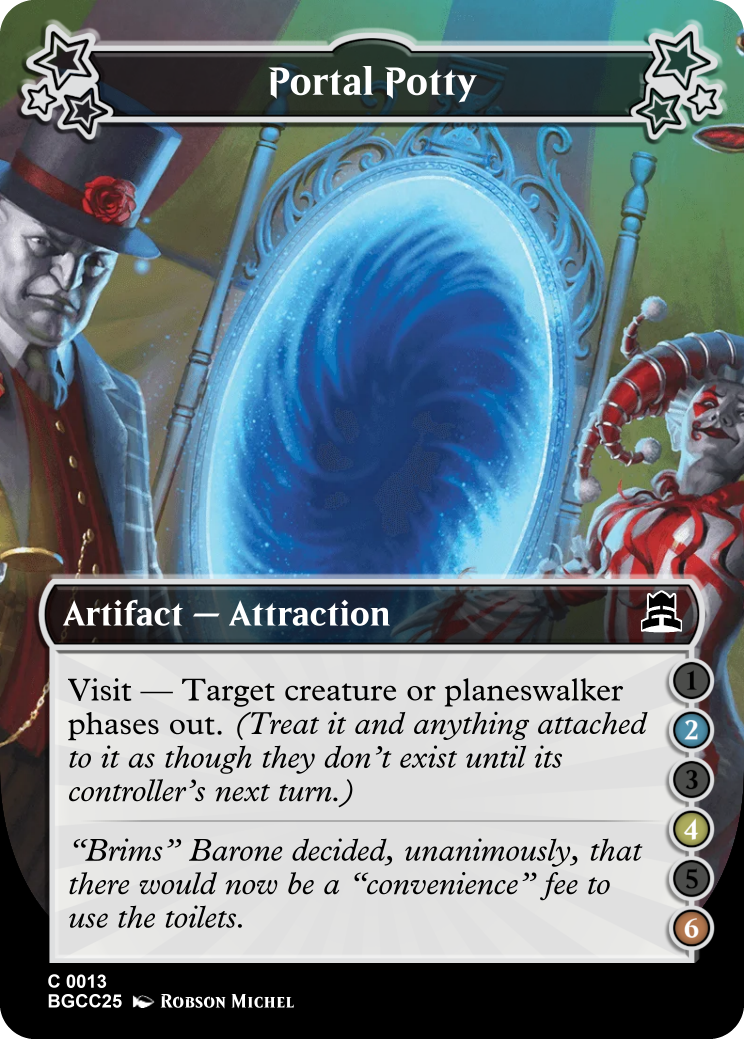 Portal Potty
Artifact — Attraction
Visit — Target creature or planeswalker
phases out. (Treat it and anything attached
to it as though they don't exist until its
controller's next turn.)
"Brims" Barone decided, unanimously, that
there would now be a "convenience" fee to
use the toilets.
1
2
3
4
5
6
C 0013
BGCC25 Robson Michel